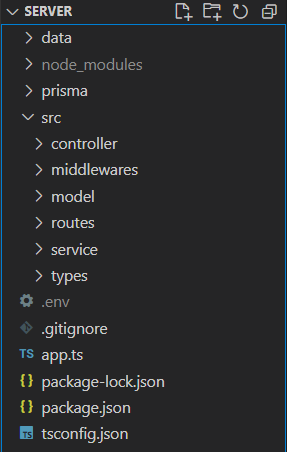 SERVER
data
node_modules
prisma
src
controller
middlewares
model
routes
service
types
.env
.gitignore
TS app.ts
{} package-lock.json
{} package.json
TS tsconfig.json